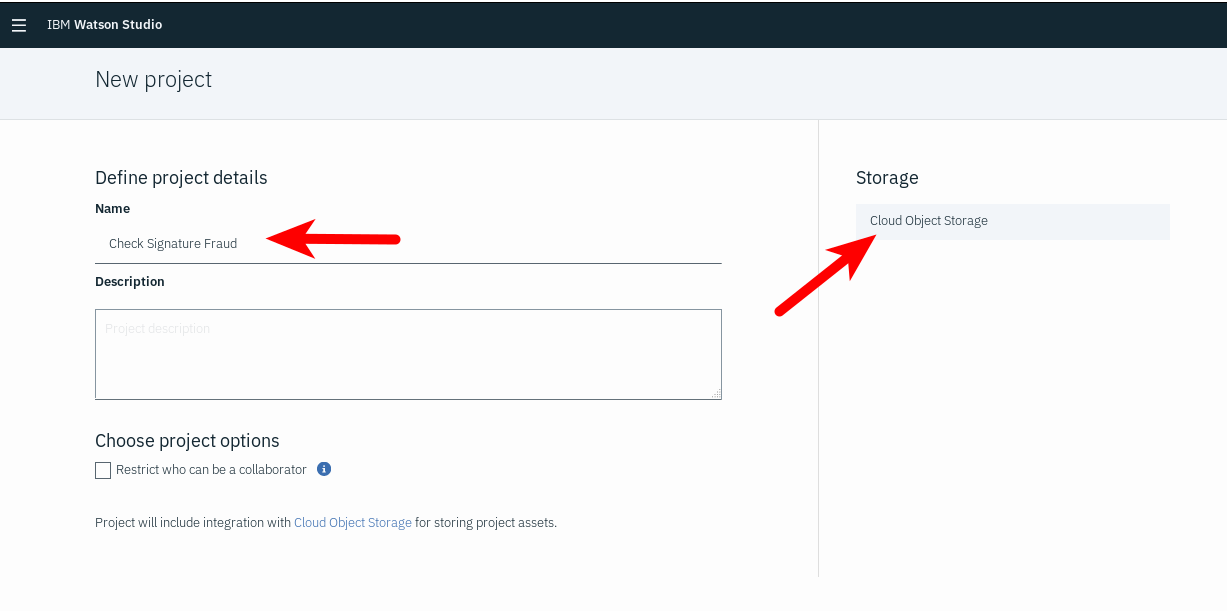 IBM Watson Studio
New project
Define project details
Name
Check Signature Fraud
Description
Project description
Choose project options
Restrict who can be a collaborator
Project will include integration with Cloud Object Storage for storing project assets.
Storage
Cloud Object Storage